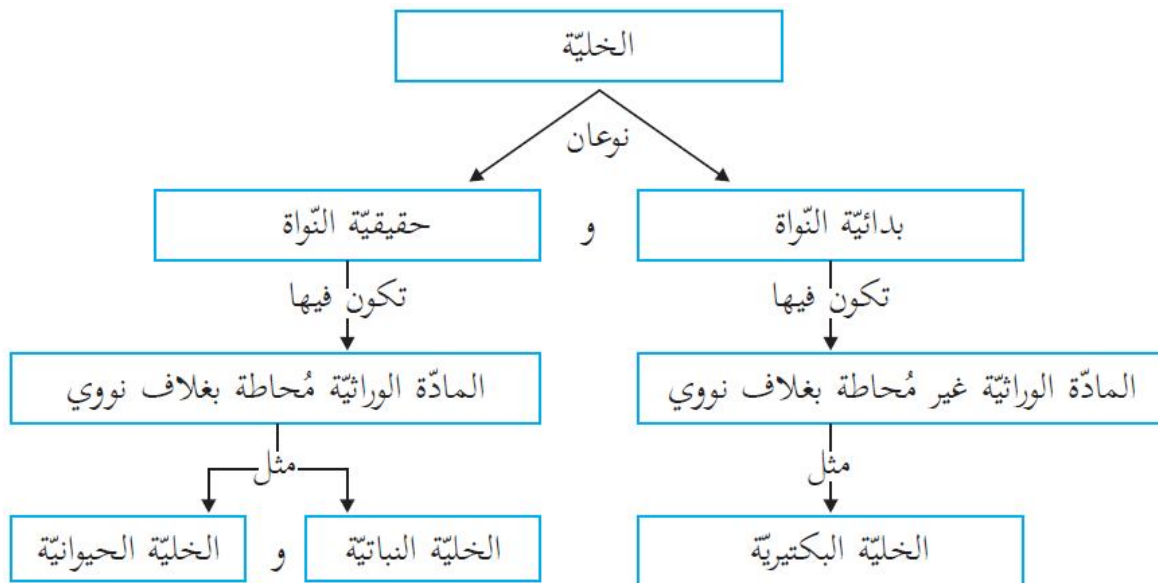 الخليّة
نوعان
بدائيّة النّواة
و
حقيقيّة النّواة
تكون فيها
تكون فيها
المادّة الوراثيّة غير مُحاطة بغلاف نووي
المادّة الوراثيّة مُحاطة بغلاف نووي
مثل
مثل
الخليّة البكتيريّة
الخليّة النباتيّة
و
الخليّة الحيوانيّة